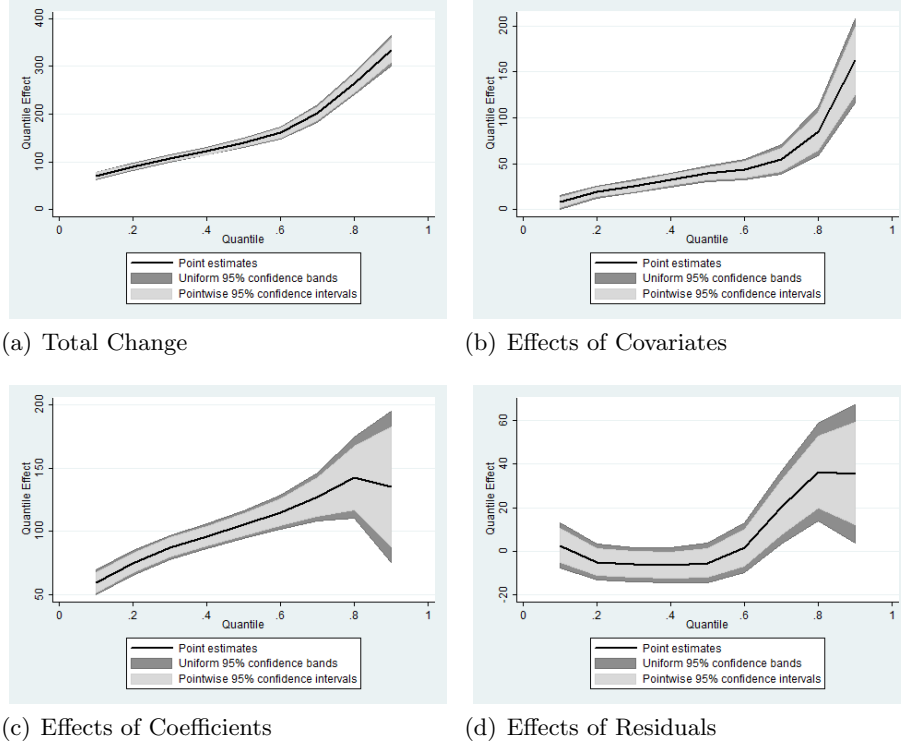 400
300
200
100
0
Quantile Effect
0 .2 .4 .6 .8 1
Quantile
Point estimates
Uniform 95% confidence bands
Pointwise 95% confidence intervals
(a) Total Change
200
150
100
50
0
Quantile Effect
0 .2 .4 .6 .8 1
Quantile
Point estimates
Uniform 95% confidence bands
Pointwise 95% confidence intervals
(b) Effects of Covariates
200
150
100
50
Quantile Effect
0 .2 .4 .6 .8 1
Quantile
Point estimates
Uniform 95% confidence bands
Pointwise 95% confidence intervals
(c) Effects of Coefficients
60
40
20
0
-20
Quantile Effect
0 .2 .4 .6 .8 1
Quantile
Point estimates
Uniform 95% confidence bands
Pointwise 95% confidence intervals
(d) Effects of Residuals